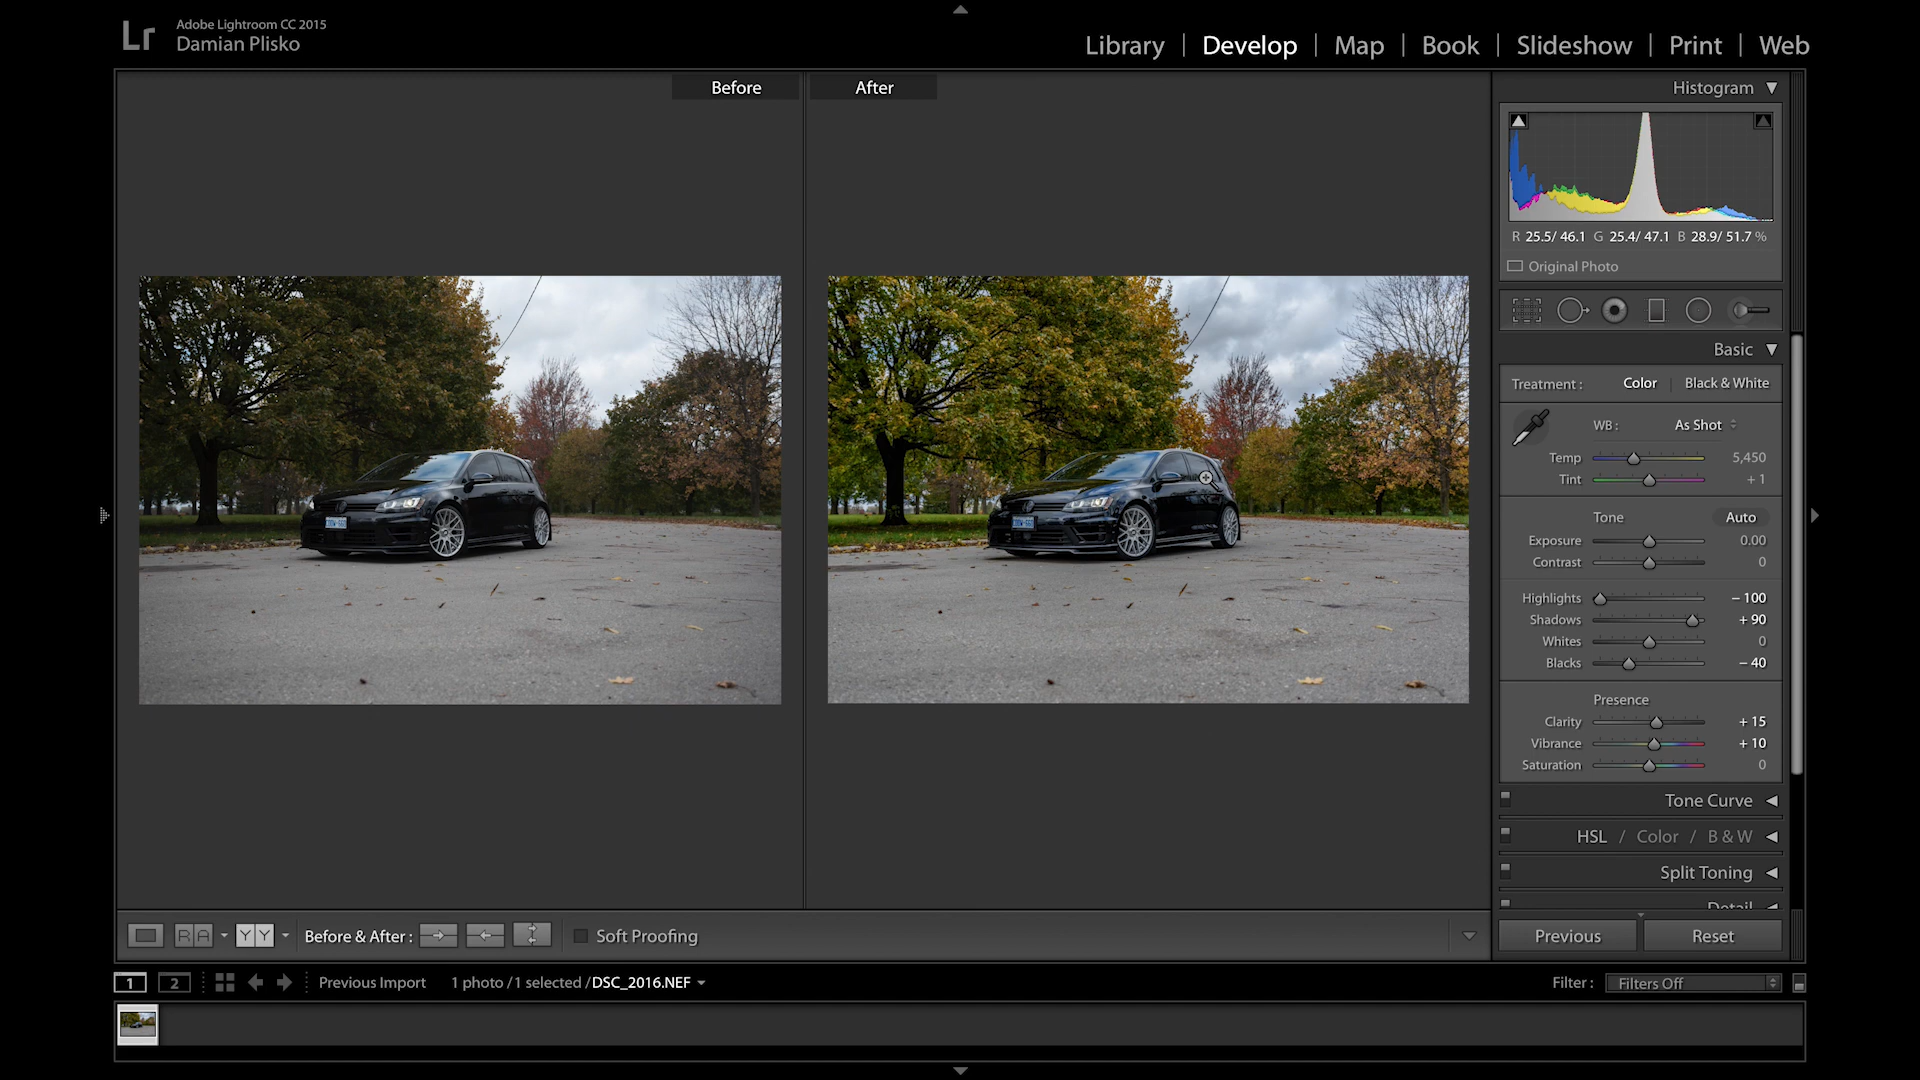 Lr
Adobe Lightroom CC 2015
Damian Plisko
Library | Develop | Map | Book | Slideshow | Print | Web
Before
After
Histogram
R 25.5/ 46.1 G 25.4/ 47.1 B 28.9/ 51.7 %
Original Photo
Basic
Treatment : Color | Black & White
WB : As Shot
Temp 5,450
Tint + 1
Tone Auto
Exposure 0.00
Contrast 0
Highlights – 100
Shadows + 90
Whites 0
Blacks – 40
Presence
Clarity + 15
Vibrance + 10
Saturation 0
Tone Curve
HSL / Color / B & W
Split Toning
Detail
R A
Y Y
Before & After :
Soft Proofing
Previous
Reset
1
2
Previous Import
1 photo / 1 selected / DSC_2016.NEF
Filter : Filters Off